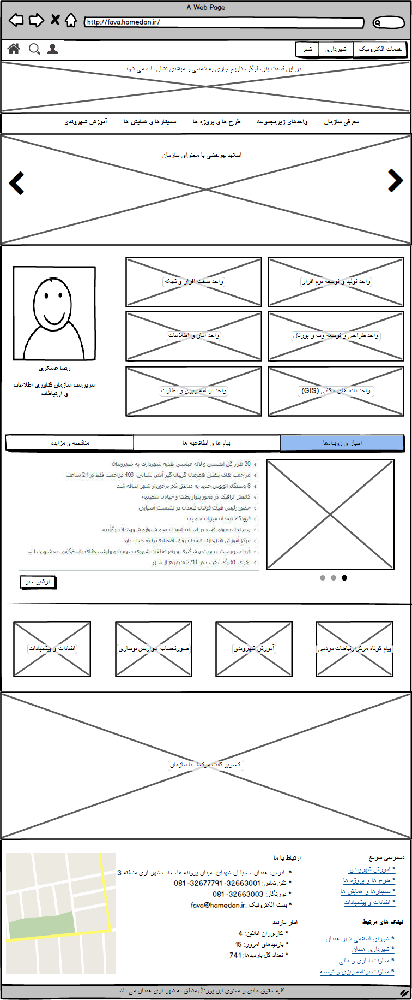 A Web Page
http://fava.hamedan.ir/
خدمات الکترونیک
شهرداری
شهر
در این قسمت بنر، لوگو، تاریخ جاری به شمسی و میلادی نشان داده می شود
معرفی سازمان
واحدهای زیرمجموعه
طرح ها و پروژه ها
سمینارها و همایش ها
آموزش شهروندی
اسلاید چرخشی با محتوای سازمان
واحد تولید و توسعه نرم افزار
واحد سخت افزار و شبکه
واحد طراحی و توسعه وب و پورتال
واحد آمار و اطلاعات
واحد داده های مکانی (GIS)
واحد برنامه ریزی و نظارت
رضا عسکری
سرپرست سازمان فناوری اطلاعات
و ارتباطات
اخبار و رویدادها
پیام ها و اطلاعیه ها
مناقصه و مزایده
20 هزار گل اطلسی و لاله عباسی هدیه شهرداری به شهروندان
مزاحمت های تلفنی همچنان گریبان گیر آتش نشانی، 403 مزاحمت فقط در 24 ساعت
8 دستگاه اتوبوس جدید به مناطق کم برخوردار شهر اضافه شد
کاهش ترافیک در محور بلوار بعثت و خیابان سعیدیه
حضور رئیس هیأت فوتبال همدان در نشست آسیایی
فرودگاه همدان میزبان حاجیان
پیام نماینده ولی‌فقیه در استان همدان به جشنواره شهروندان برگزیده
مرکز آموزش هتل‌داری همدان رونق اقتصادی را به دنبال دارد
فردا سرپرست مدیریت پیشگیری و رفع تخلفات شهری میهمان چهارشنبه‌های پاسخ‌گویی به شهروندا ...
اجرای 61 رأی تخریب در 2711 مترمربع از شهر
آرشیو خبر
پیام کوتاه مرکزارتباطات مردمی
آموزش شهروندی
صورتحساب عوارض نوسازی
انتقادات و پیشنهادات
تصویر ثابت مرتبط با سازمان
دسترسی سریع
* آموزش شهروندی
* طرح ها و پروژه ها
* سمینارها و همایش ها
* انتقادات و پیشنهادات
لینک های مرتبط
* شورای اسلامی شهر همدان
* شهرداری همدان
* معاونت اداری و مالی
* معاونت برنامه ریزی و توسعه
ارتباط با ما
* آدرس: همدان ، خیابان شهدائ، میدان پروانه ها، جنب شهرداری منطقه 3
* تلفن تماس: 32663001- 32677791- 081
* دورنگار: 32663003- 081
* پست الکترونیک: fava@hamedan.ir
آمار بازدید
* کاربرران آنلاین: 4
* بازدیدهای امروز: 15
* تعداد کل بازدیدها: 741
کلیه حقوق مادی و معنوی این پورتال متعلق به شهرداری همدان می باشد